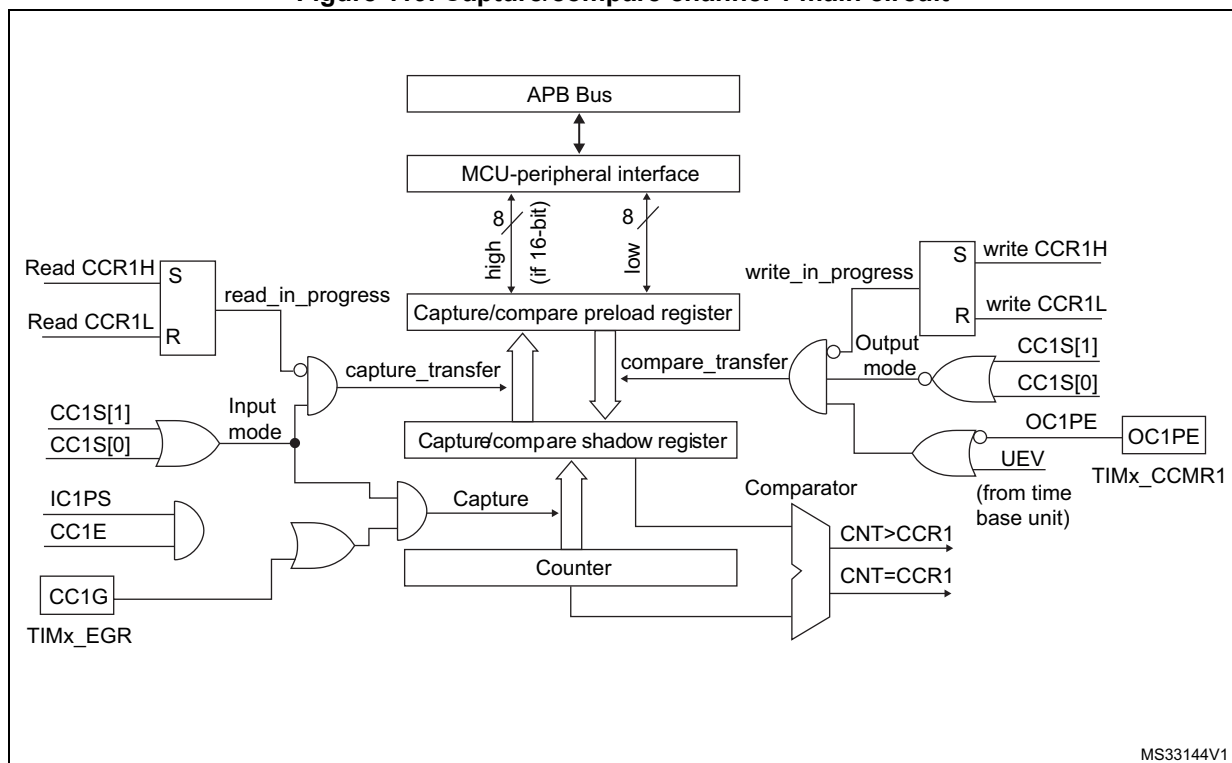 APB Bus
MCU-peripheral interface
8
8
high
(if 16-bit)
low
Read CCR1H
S
read_in_progress
Read CCR1L
R
write_in_progress
S
write CCR1H
R
write CCR1L
Capture/compare preload register
capture_transfer
compare_transfer
Output
mode
CC1S[1]
CC1S[0]
CC1S[1]
CC1S[0]
Input
mode
Capture/compare shadow register
OC1PE
OC1PE
UEV
TIMx_CCMR1
(from time
base unit)
IC1PS
CC1E
Capture
Comparator
CNT>CCR1
CNT=CCR1
Counter
CC1G
TIMx_EGR
MS33144V1